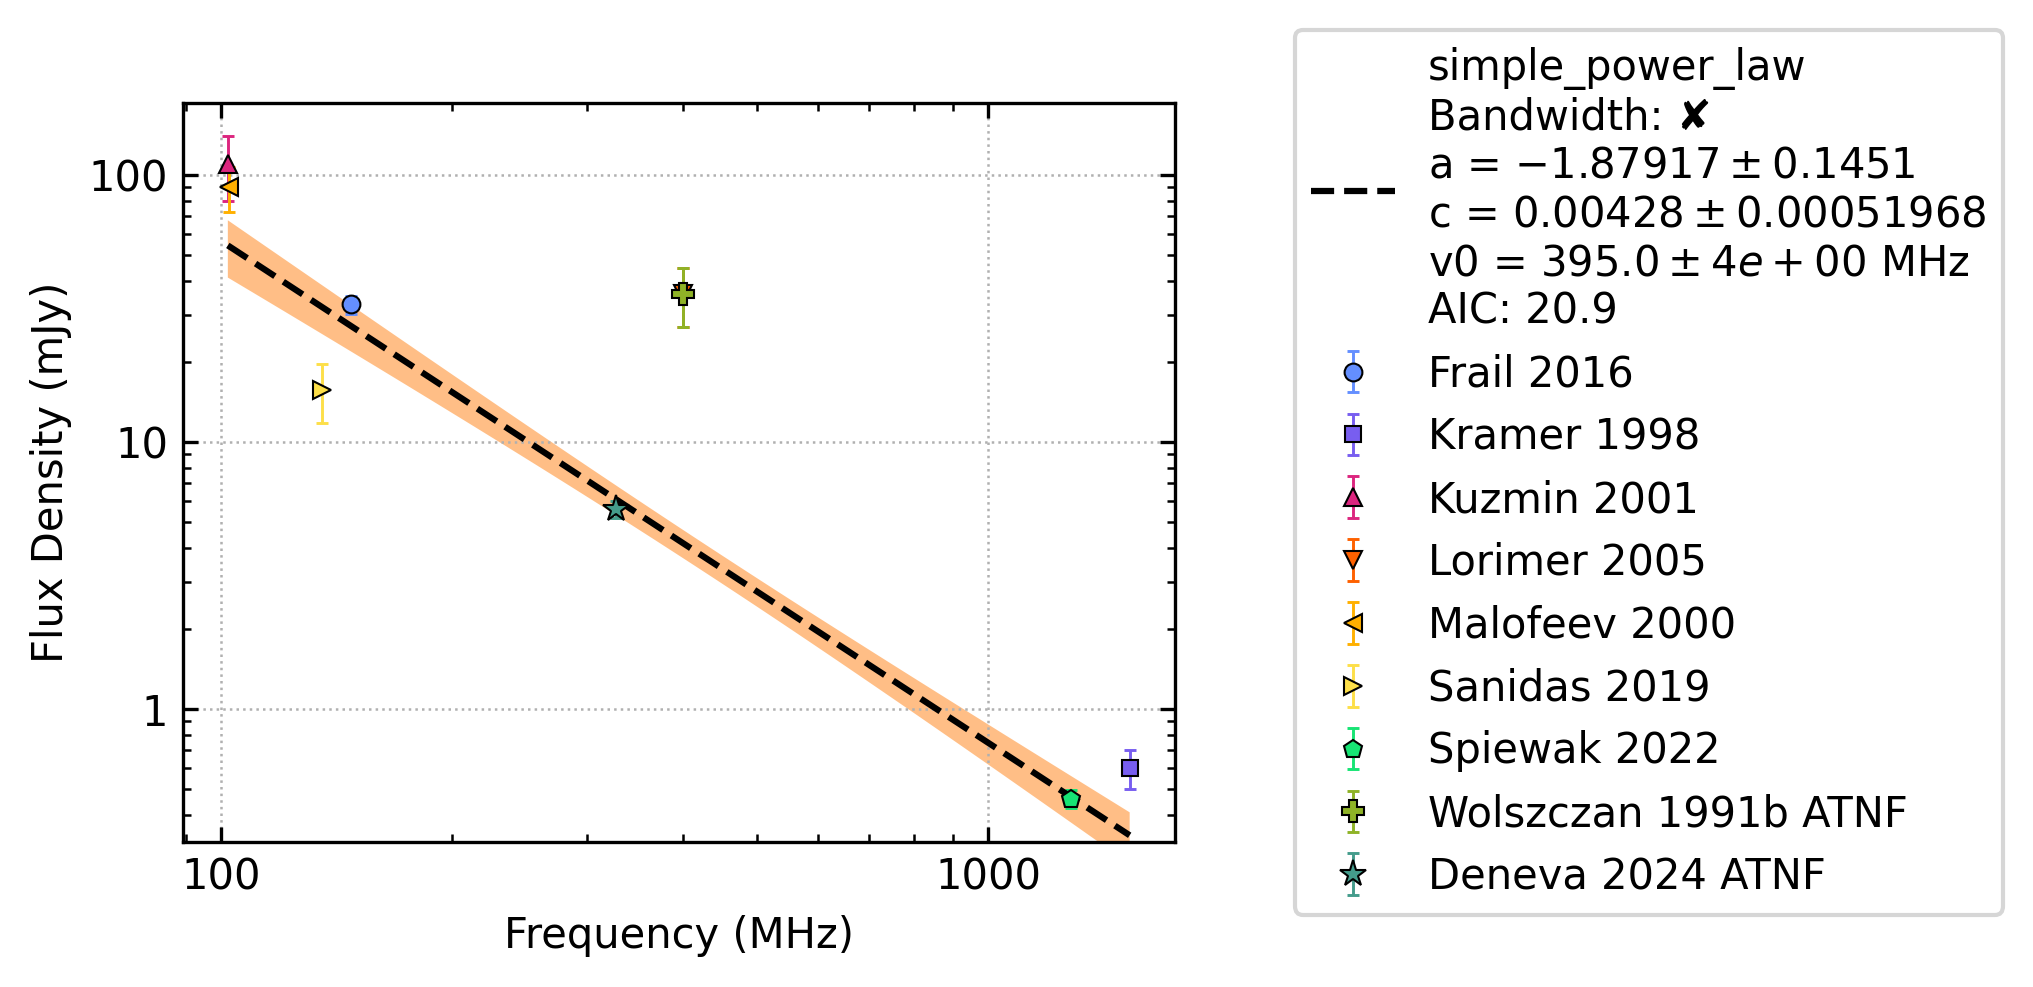 100
10
1
Flux Density (mJy)
100
1000
Frequency (MHz)
simple_power_law
Bandwidth: ✘
a = −1.87917 ± 0.1451
c = 0.00428 ± 0.00051968
v0 = 395.0 ± 4e + 00 MHz
AIC: 20.9
Frail 2016
Kramer 1998
Kuzmin 2001
Lorimer 2005
Malofeev 2000
Sanidas 2019
Spiewak 2022
Wolszczan 1991b ATNF
Deneva 2024 ATNF